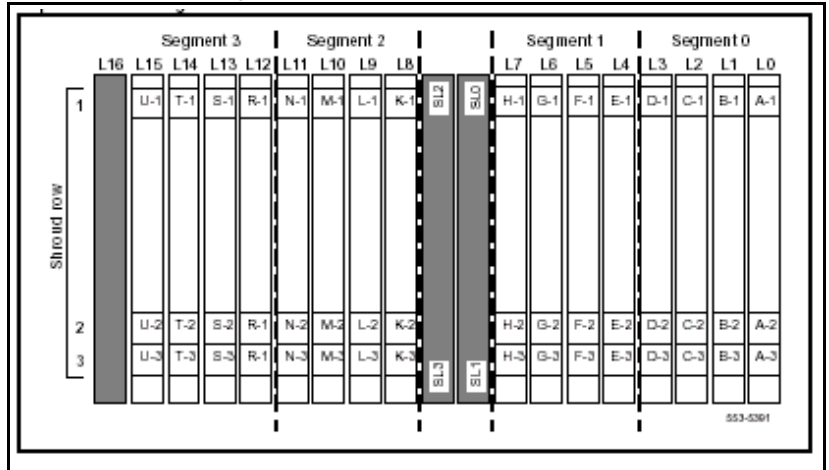 Segment 3 Segment 2 Segment 1 Segment 0
L16 L15 L14 L13 L12 L11 L10 L9 L8 L7 L6 L5 L4 L3 L2 L1 L0
1 U-1 T-1 S-1 R-1 N-1 M-1 L-1 K-1 SL2 SL0 H-1 G-1 F-1 E-1 D-1 C-1 B-1 A-1
Shroud row
2 U-2 T-2 S-2 R-1 N-2 M-2 L-2 K-2 H-2 G-2 F-2 E-2 D-2 C-2 B-2 A-2
3 U-3 T-3 S-3 R-1 N-3 M-3 L-3 K-3 SL3 SL1 H-3 G-3 F-3 E-3 D-3 C-3 B-3 A-3
553-5391